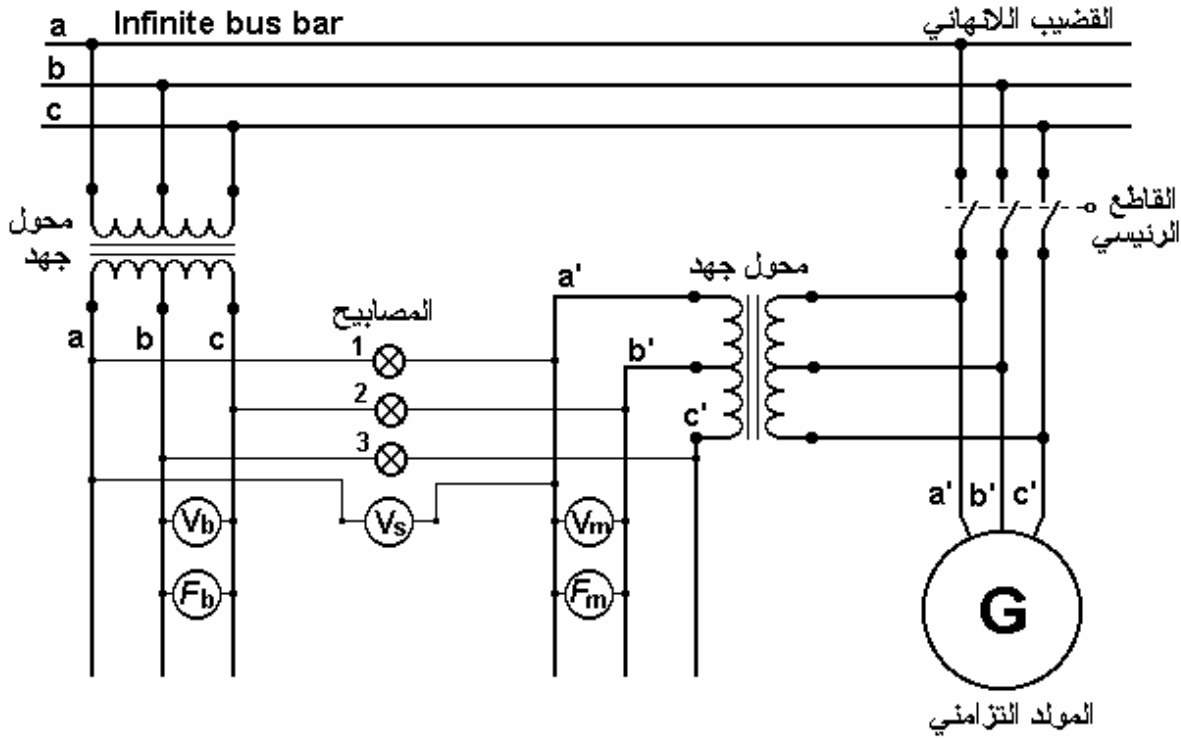 a Infinite bus bar القضيب اللانهائي
b
c
القاطع
الرئيسي
محول
جهد
محول جهد
a'
المصابيح
a b c
1
b'
2
c'
3
a' b' c'
Vb Vs Vm
Fb Fm
G
المولد التزامني